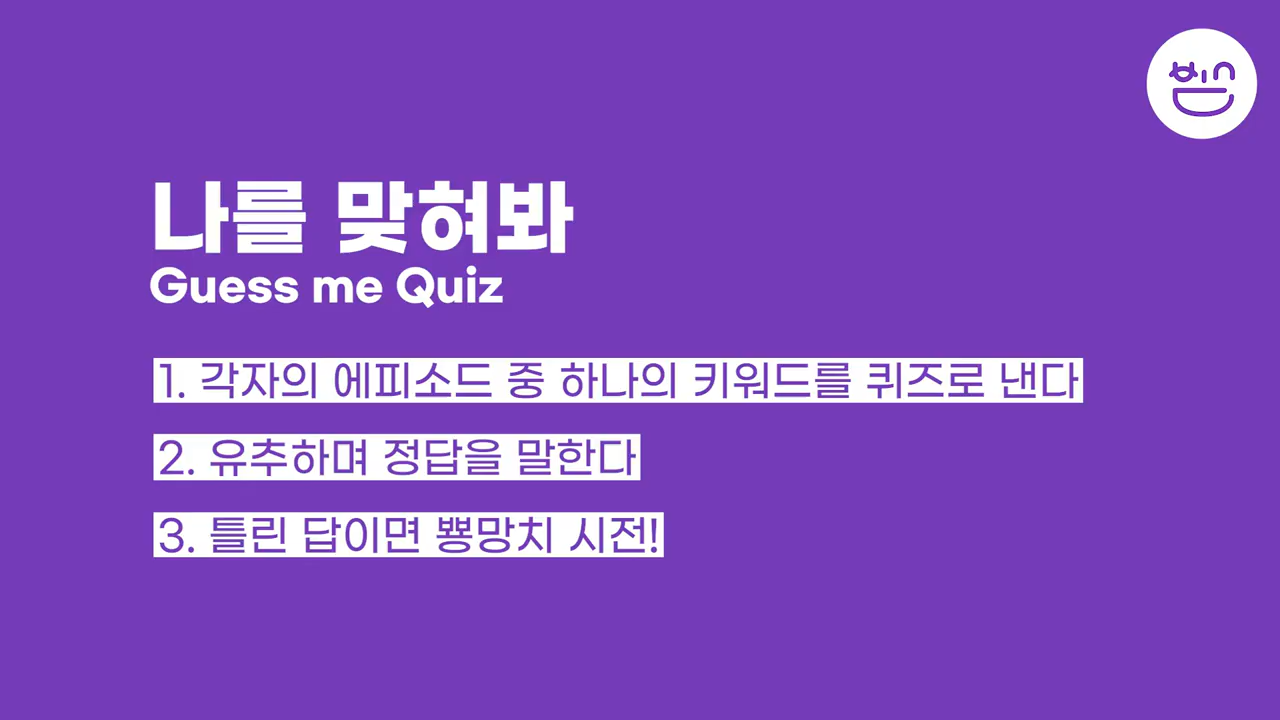 나를 맞혀봐
Guess me Quiz
1. 각자의 에피소드 중 하나의 키워드를 퀴즈로 낸다
2. 유추하며 정답을 말한다
3. 틀린 답이면 뿅망치 시전!